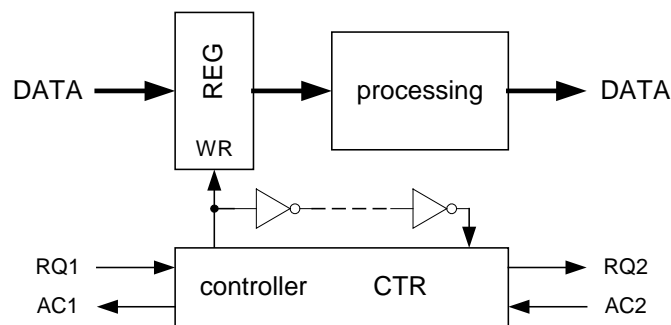 REG
DATA
processing
DATA
WR
RQ1
controller
CTR
RQ2
AC1
AC2